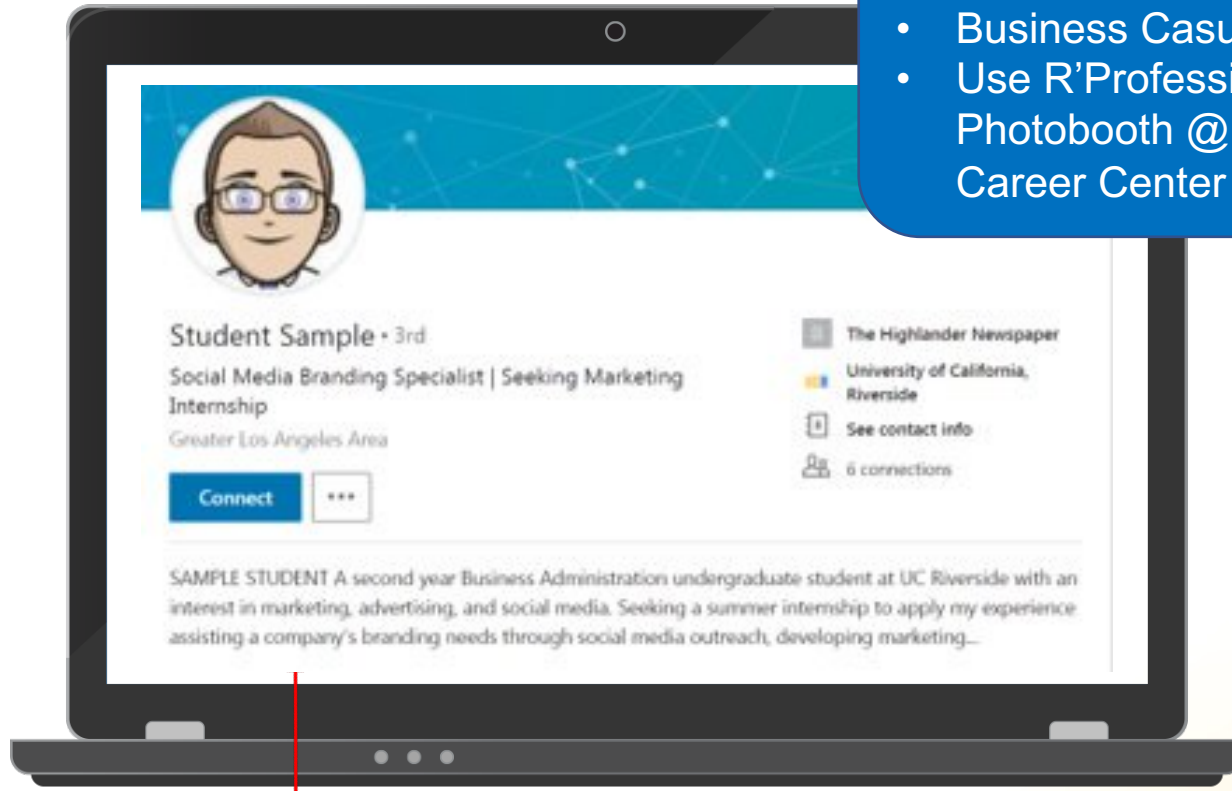 • Business
• Use
Photobooth @
Career Center
Student Sample • 3rd
Social Media Branding Specialist | Seeking Marketing
Internship
Greater Los Angeles Area
Connect
•••
The Highlander Newspaper
University of California,
Riverside
See contact info
6 connections
SAMPLE STUDENT A second year Business Administration undergraduate student at UC Riverside with an
interest in marketing, advertising, and social media. Seeking a summer internship to apply my experience
assisting a company's branding needs through social media outreach, developing marketing...